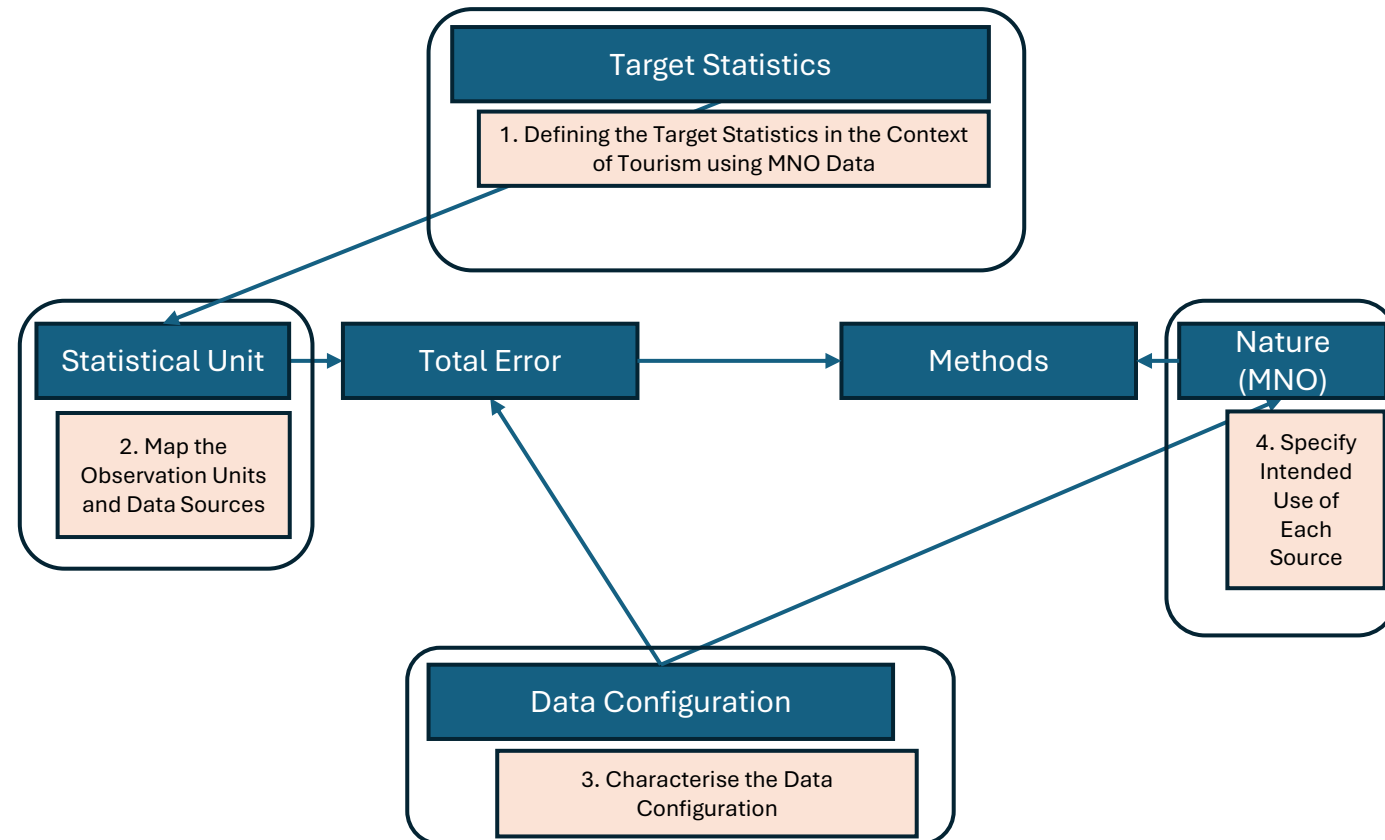 Target Statistics
1. Defining the Target Statistics in the Context
of Tourism using MNO Data
Statistical Unit
Total Error
Methods
Nature
(MNO)
2. Map the
Observation Units
and Data Sources
4. Specify
Intended
Use of
Each
Source
Data Configuration
3. Characterise the Data
Configuration